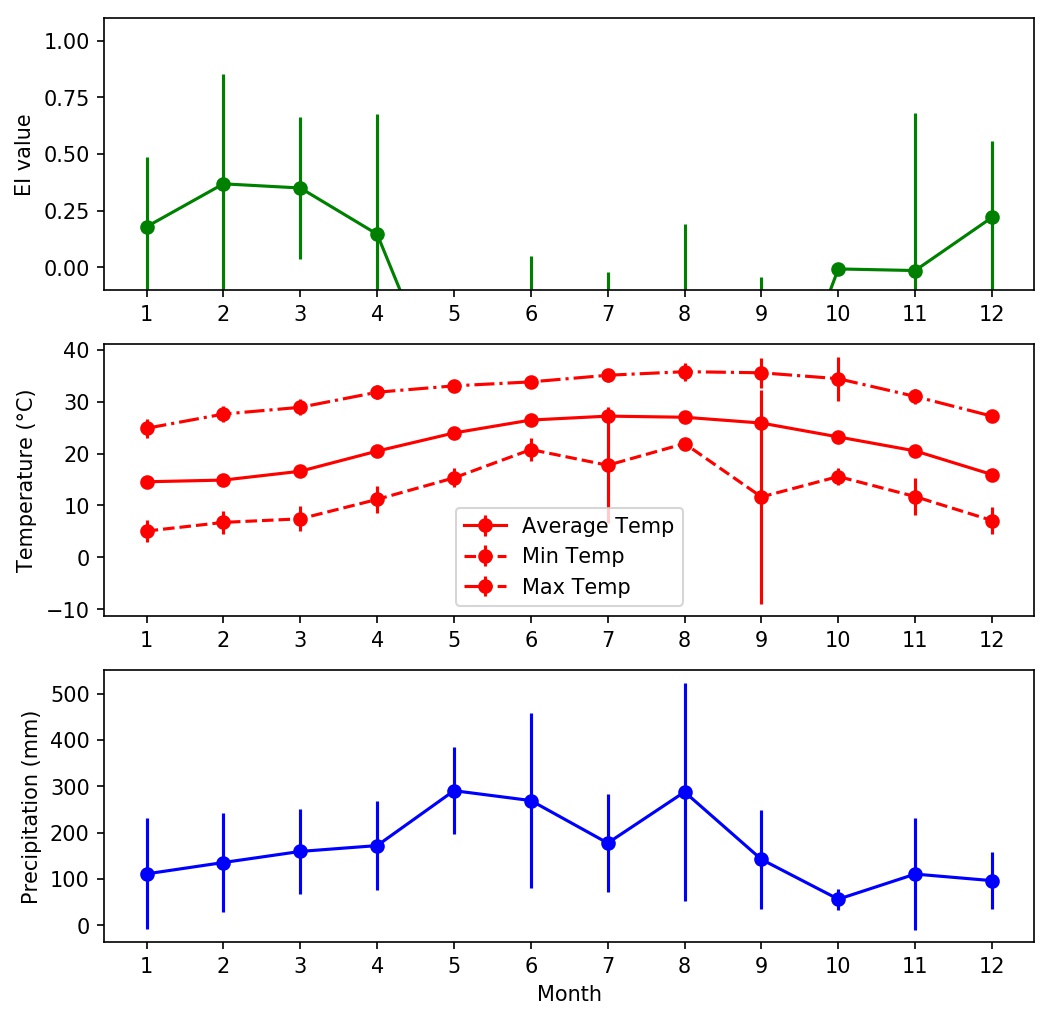 1.00
0.75
0.50
0.25
0.00
EI value
1 2 3 4 5 6 7 8 9 10 11 12
40
30
20
10
0
−10
Temperature (°C)
Average Temp
Min Temp
Max Temp
1 2 3 4 5 6 7 8 9 10 11 12
500
400
300
200
100
0
Precipitation (mm)
1 2 3 4 5 6 7 8 9 10 11 12
Month